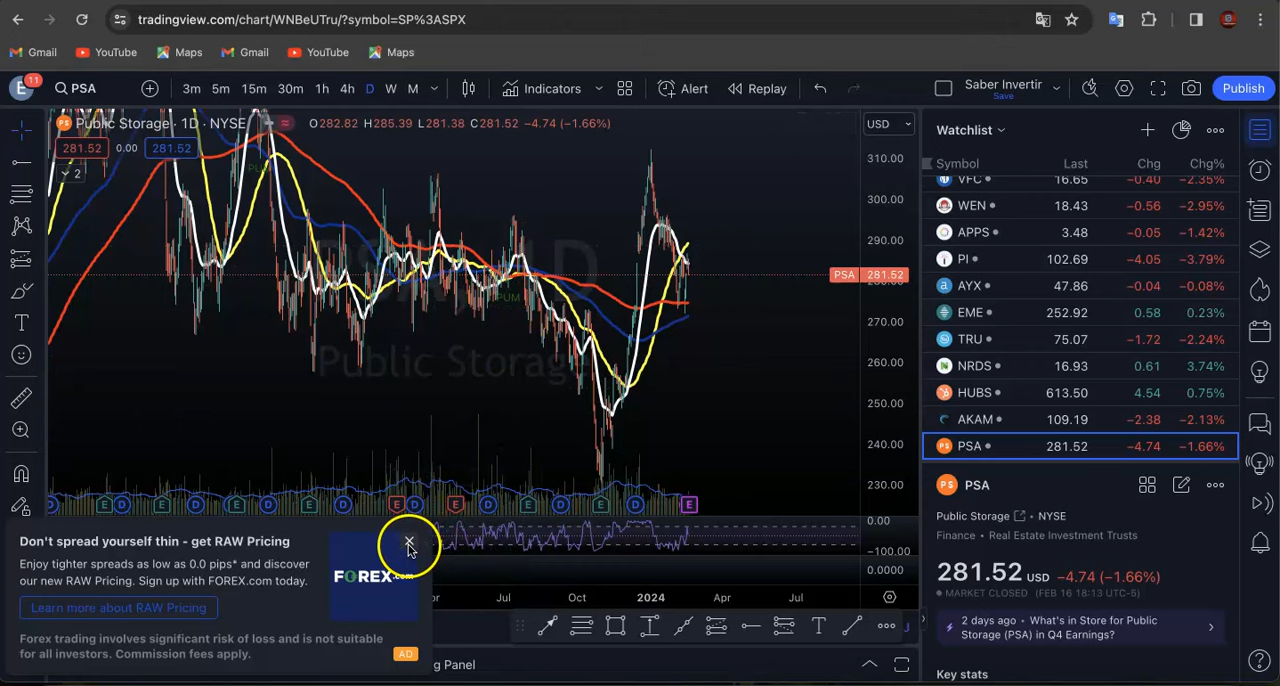 tradingview.com/chart/WNBeUTru/?symbol=SP%3ASPX
Gmail YouTube Maps Gmail YouTube Maps
E 11 PSA 3m 5m 15m 30m 1h 4h D W M Indicators Alert Replay Saber Invertir Save Publish
Public Storage · 1D · NYSE O282.82 H285.39 L281.38 C281.52 −4.74 (−1.66%)
281.52 0.00 281.52
2
USD
310.00
300.00
290.00
PSA 281.52
280.00
270.00
260.00
250.00
240.00
230.00
0.00
−100.00
0.0000
Public Storage
PUM
D E D E D E D E D E D E D E D E
Jul Oct 2024 Apr Jul
Watchlist
Symbol Last Chg Chg%
VFC 16.65 −0.40 −2.35%
WEN 18.43 −0.56 −2.95%
APPS 3.48 −0.05 −1.42%
PI 102.69 −4.05 −3.79%
AYX 47.86 −0.04 −0.08%
EME 252.92 0.58 0.23%
TRU 75.07 −1.72 −2.24%
NRDS 16.93 0.61 3.74%
HUBS 613.50 4.54 0.75%
AKAM 109.19 −2.38 −2.13%
PSA 281.52 −4.74 −1.66%
PSA
Public Storage • NYSE
Finance • Real Estate Investment Trusts
281.52 USD −4.74 (−1.66%)
MARKET CLOSED (FEB 16 18:13 UTC-5)
2 days ago • What's in Store for
Public Storage (PSA) in Q4 Earnings?
Key stats
Don't spread yourself thin - get RAW Pricing
Enjoy tighter spreads as low as 0.0 pips* and discover
our new RAW Pricing. Sign up with FOREX.com today.
Learn more about RAW Pricing
Forex trading involves significant risk of loss and is not suitable
for all investors. Commission fees apply.
FOREX.com
AD